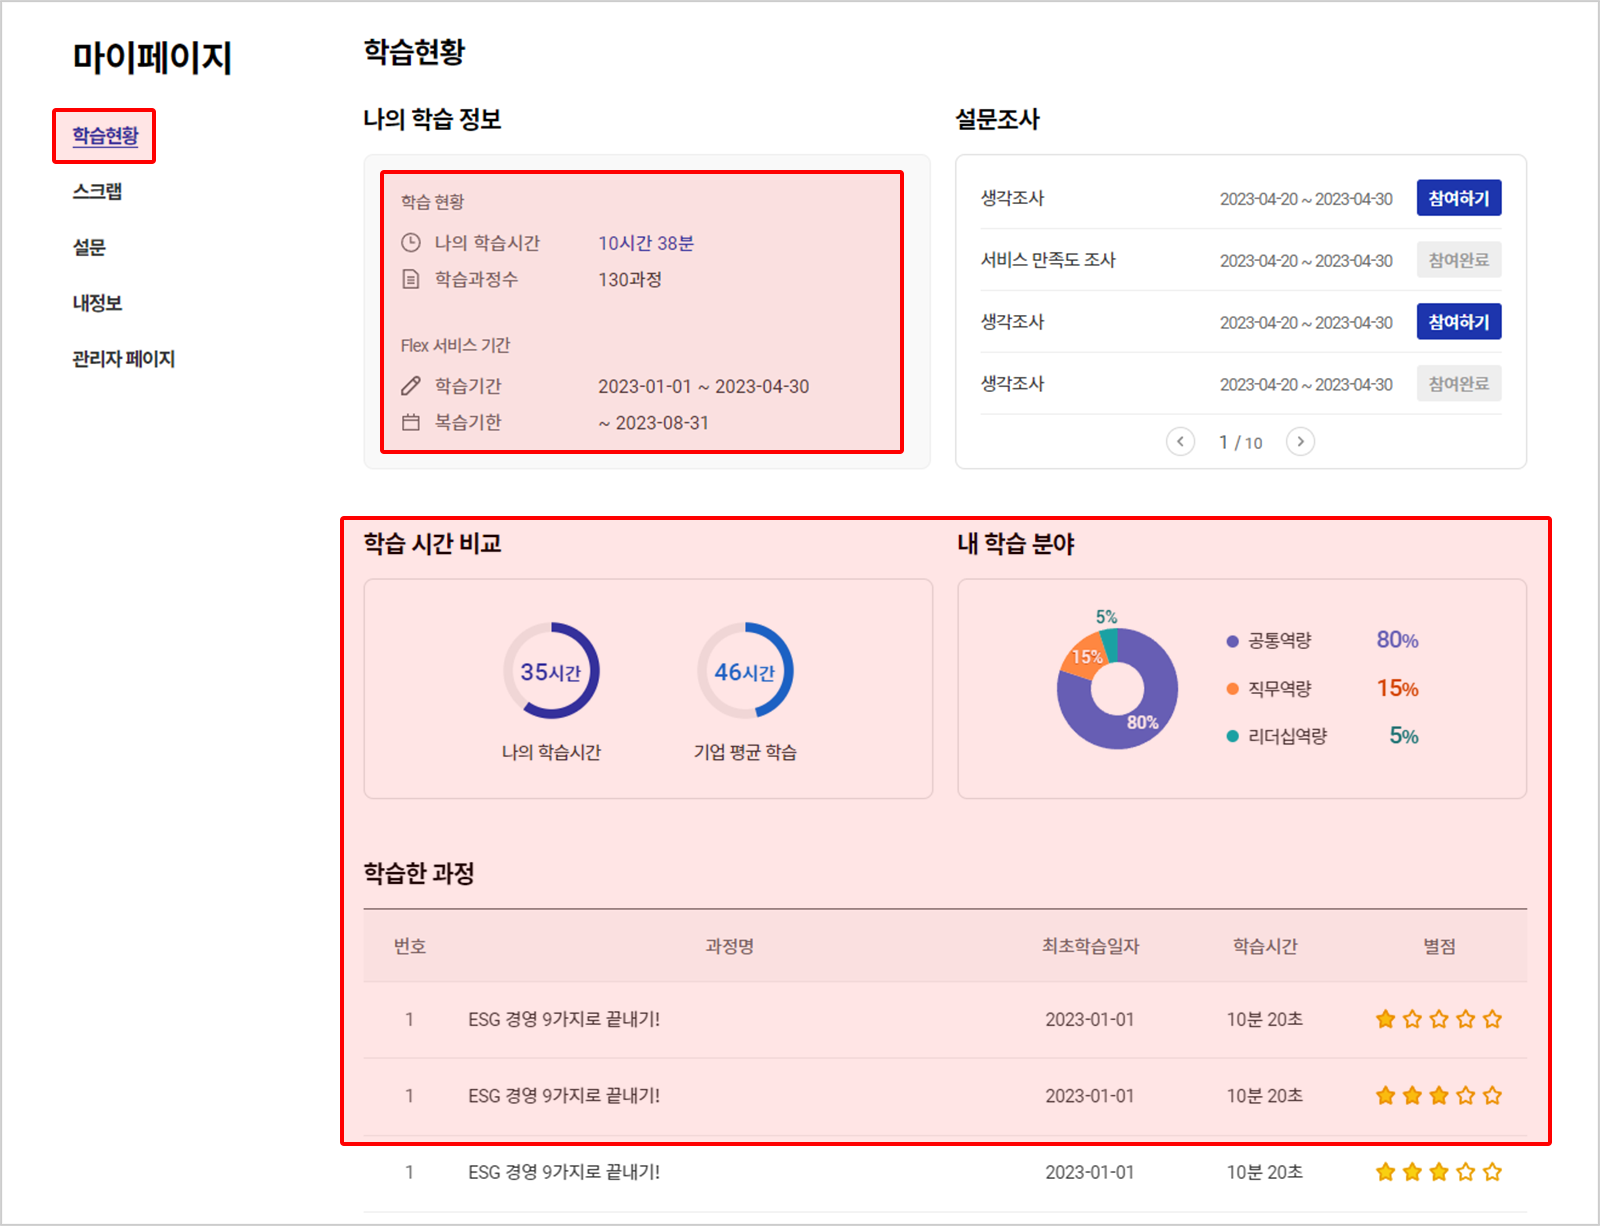 마이페이지
학습현황
스크랩
설문
내정보
관리자 페이지
학습현황
나의 학습 정보
학습 현황
나의 학습시간 10시간 38분
학습과정수 130과정
Flex 서비스 기간
학습기간 2023-01-01 ~ 2023-04-30
복습기한 ~ 2023-08-31
설문조사
생각조사 2023-04-20 ~ 2023-04-30 참여하기
서비스 만족도 조사 2023-04-20 ~ 2023-04-30 참여완료
생각조사 2023-04-20 ~ 2023-04-30 참여하기
생각조사 2023-04-20 ~ 2023-04-30 참여완료
1 / 10
학습 시간 비교
35시간 46시간
나의 학습시간 기업 평균 학습
내 학습 분야
5%
15%
80%
공통역량 80%
직무역량 15%
리더십역량 5%
학습한 과정
번호 과정명 최초학습일자 학습시간 별점
1 ESG 경영 9가지로 끝내기! 2023-01-01 10분 20초
1 ESG 경영 9가지로 끝내기! 2023-01-01 10분 20초
1 ESG 경영 9가지로 끝내기! 2023-01-01 10분 20초